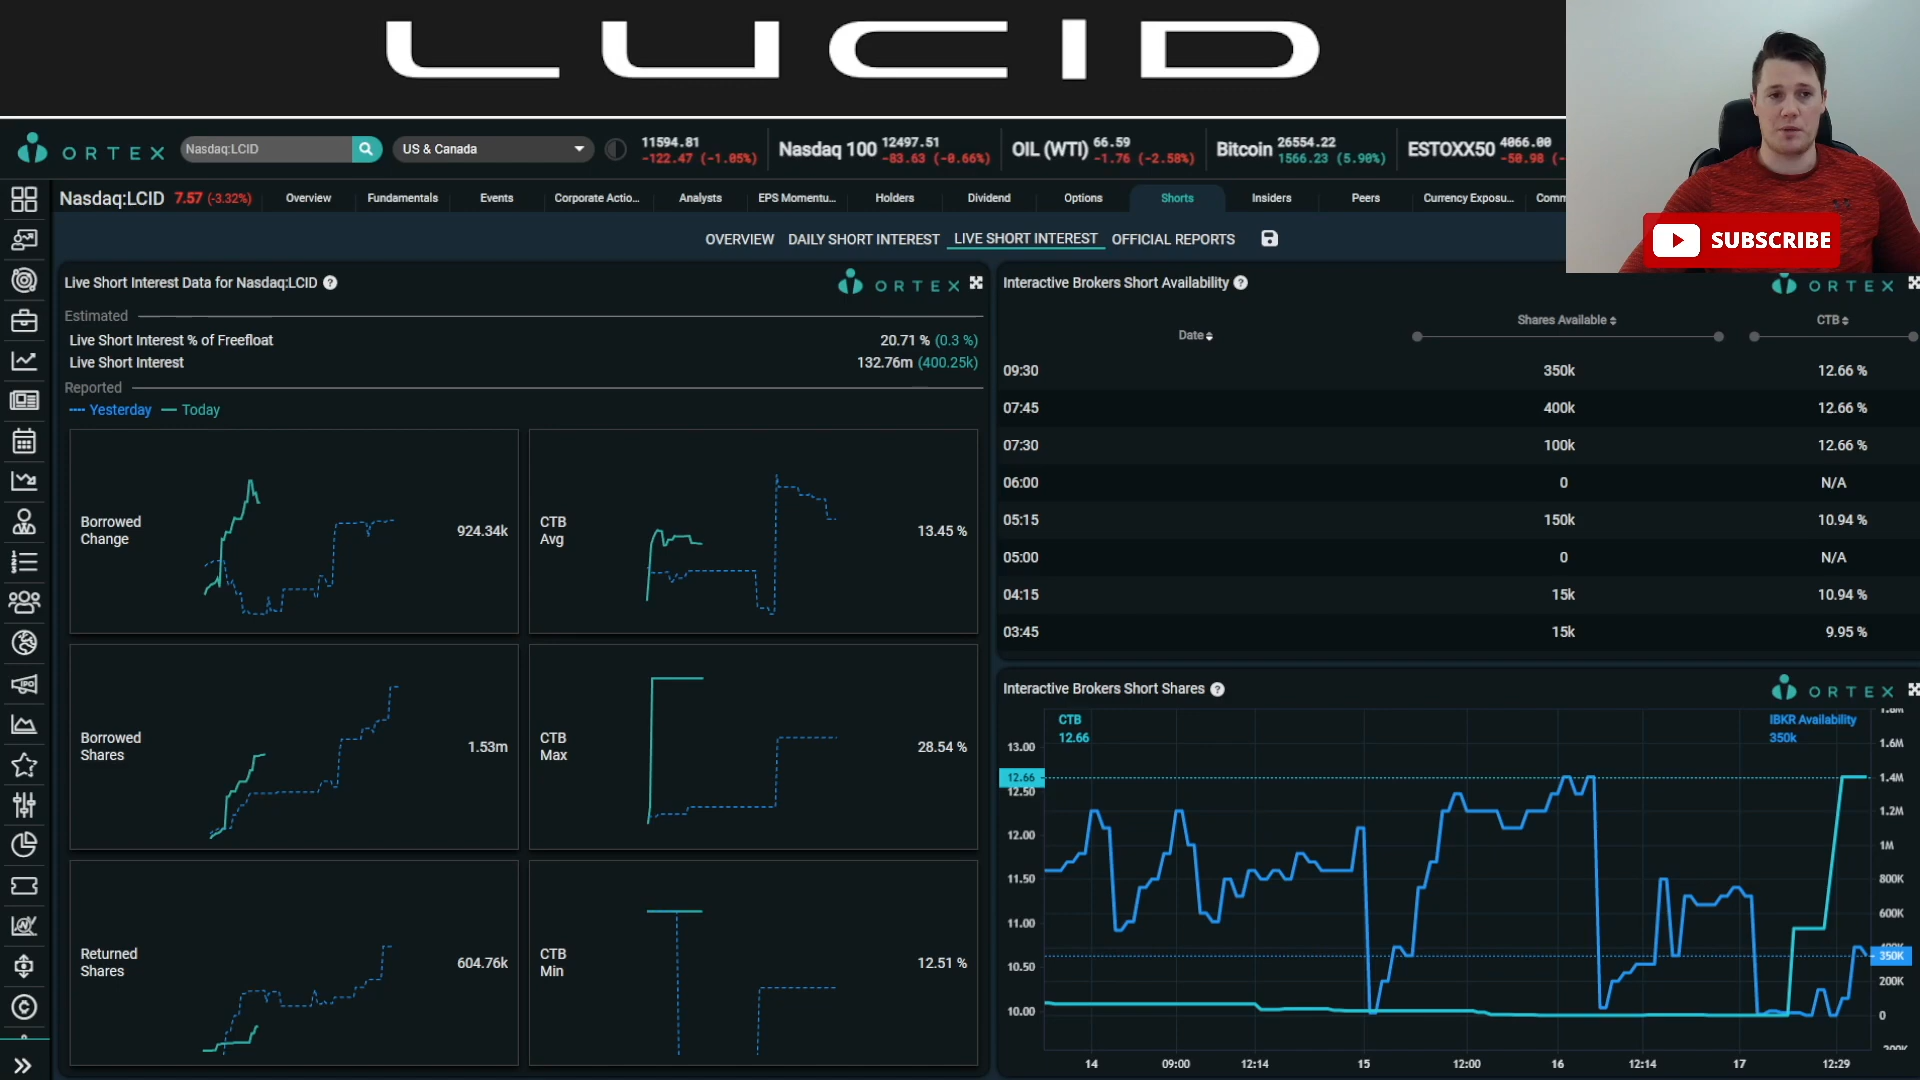 LUCID
ORTEX
Nasdaq:LCID
US & Canada
11594.81
-122.47 (-1.05%)
Nasdaq 100 12497.51
-83.63 (-0.66%)
OIL (WTI) 66.59
-1.76 (-2.58%)
Bitcoin 26554.22
1566.23 (5.90%)
ESTOXX50 4066.00
-50.98 (-
SUBSCRIBE
Nasdaq:LCID 7.57 (-3.32%)
Overview
Fundamentals
Events
Corporate Actio...
Analysts
EPS Momentu...
Holders
Dividend
Options
Shorts
Insiders
Peers
Currency Exposu...
Comm
OVERVIEW
DAILY SHORT INTEREST
LIVE SHORT INTEREST
OFFICIAL REPORTS
Live Short Interest Data for Nasdaq:LCID ?
ORTEX
Estimated
Live Short Interest % of Freefloat 20.71 % (0.3 %)
Live Short Interest 132.76m (400.25k)
Reported
Yesterday Today
Borrowed
Change
924.34k
CTB
Avg
13.45 %
Borrowed
Shares
1.53m
CTB
Max
28.54 %
Returned
Shares
604.76k
CTB
Min
12.51 %
Interactive Brokers Short Availability ?
ORTEX
Date Shares Available CTB
09:30 350k 12.66 %
07:45 400k 12.66 %
07:30 100k 12.66 %
06:00 0 N/A
05:15 150k 10.94 %
05:00 0 N/A
04:15 15k 10.94 %
03:45 15k 9.95 %
Interactive Brokers Short Shares ?
ORTEX
CTB
12.66
IBKR Availability
350k
13.00
12.66
12.50
12.00
11.50
11.00
10.50
10.00
1.6M
1.4M
1.2M
1M
800K
600K
350K
200K
0
14 09:00 12:14 15 12:00 16 12:14 17 12:29